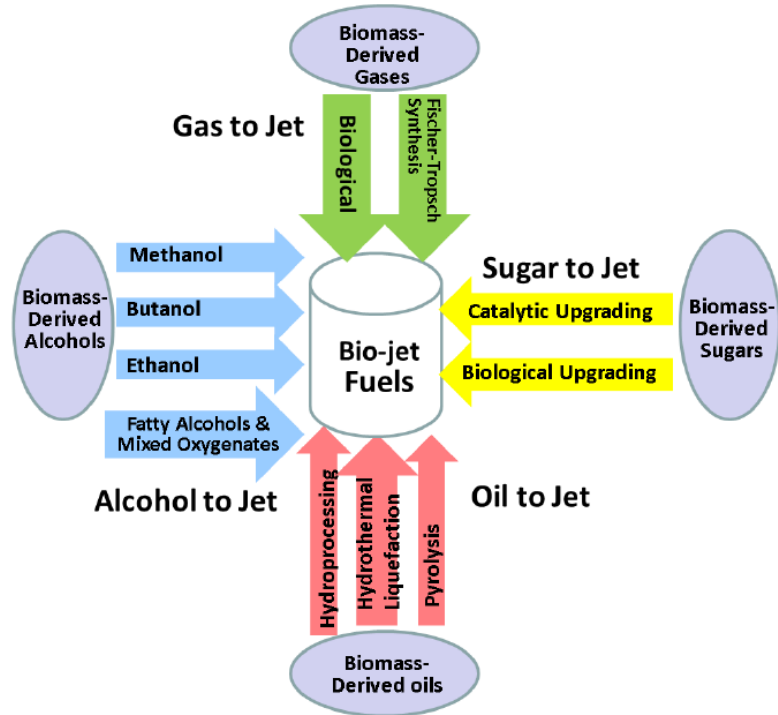 Biomass-
Derived
Gases
Gas to Jet
Biological
Fischer-Tropsch
Synthesis
Biomass-
Derived
Alcohols
Methanol
Butanol
Ethanol
Fatty Alcohols &
Mixed Oxygenates
Alcohol to Jet
Bio-jet
Fuels
Sugar to Jet
Catalytic Upgrading
Biological Upgrading
Biomass-
Derived
Sugars
Hydroprocessing
Hydrothermal
Liquefaction
Pyrolysis
Oil to Jet
Biomass-
Derived oils